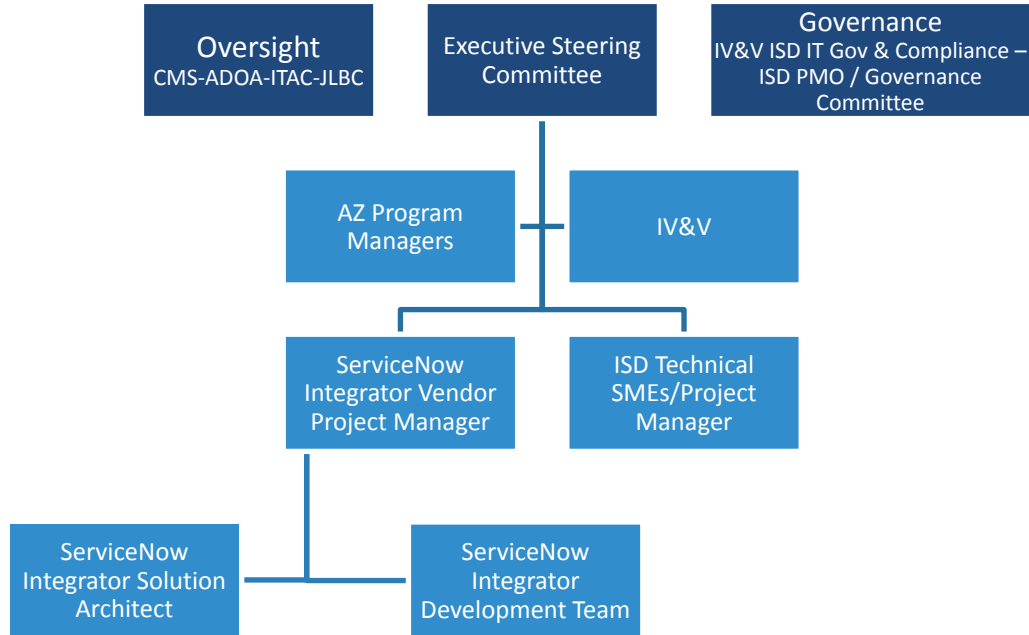 Oversight
CMS-ADOA-ITAC-JLBC
Executive Steering
Committee
Governance
IV&V ISD IT Gov & Compliance –
ISD PMO / Governance
Committee
AZ Program
Managers
IV&V
ServiceNow
Integrator Vendor
Project Manager
ISD Technical
SMEs/Project
Manager
ServiceNow
Integrator Solution
Architect
ServiceNow
Integrator
Development Team